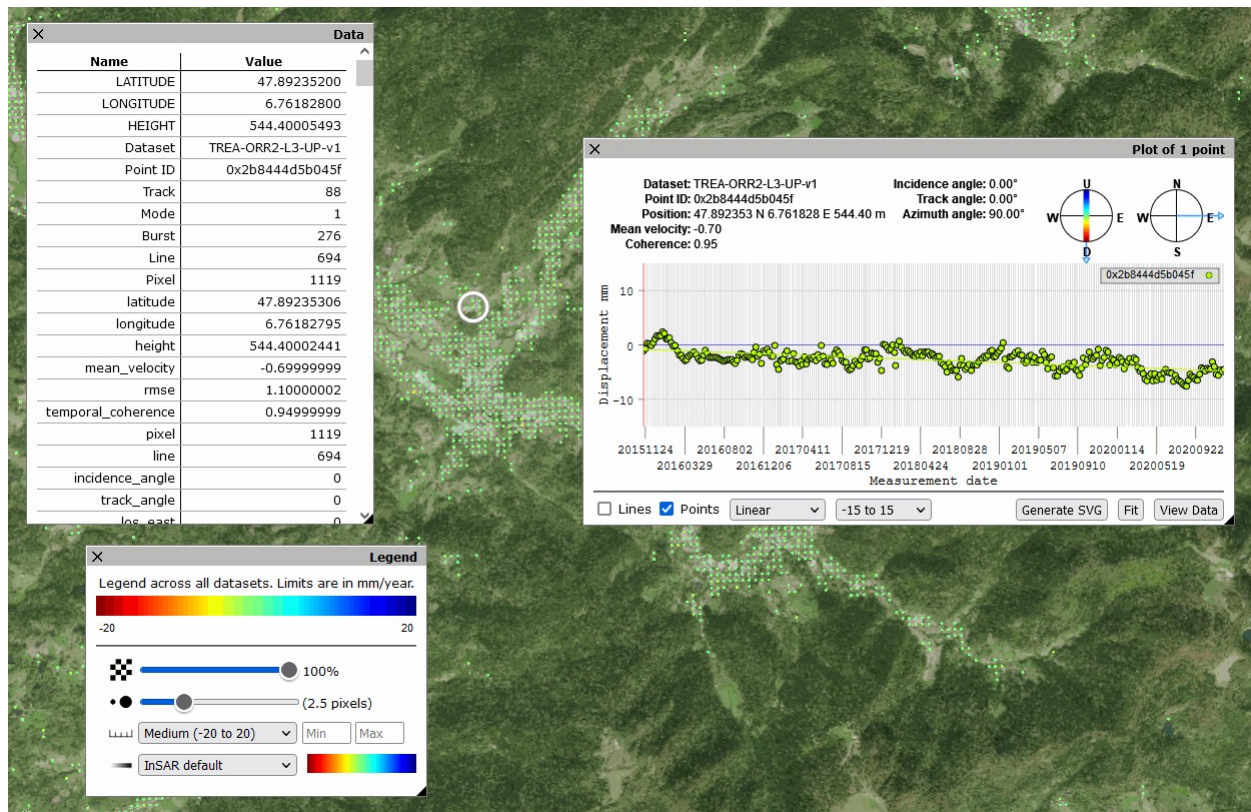 Data
Name Value
LATITUDE 47.89235200
LONGITUDE 6.76182800
HEIGHT 544.40005493
Dataset TREA-ORR2-L3-UP-v1
Point ID 0x2b8444d5b045f
Track 88
Mode 1
Burst 276
Line 694
Pixel 1119
latitude 47.89235306
longitude 6.76182795
height 544.40002441
mean_velocity -0.69999999
rmse 1.10000002
temporal_coherence 0.94999999
pixel 1119
line 694
incidence_angle 0
track_angle 0
los_east 0
Plot of 1 point
Dataset: TREA-ORR2-L3-UP-v1
Point ID: 0x2b8444d5b045f
Position: 47.892353 N 6.761828 E 544.40 m
Mean velocity: -0.70
Coherence: 0.95
Incidence angle: 0.00°
Track angle: 0.00°
Azimuth angle: 90.00°
U
W E
D
N
W E
S
0x2b8444d5b045f
Displacement mm
10
0
-10
20151124 20160802 20170411 20171219 20180828 20190507 20200114 20200922
20160329 20161206 20170815 20180424 20190101 20190910 20200519
Measurement date
Lines Points Linear -15 to 15 Generate SVG Fit View Data
Legend
Legend across all datasets. Limits are in mm/year.
-20 20
100%
(2.5 pixels)
Medium (-20 to 20) Min Max
InSAR default